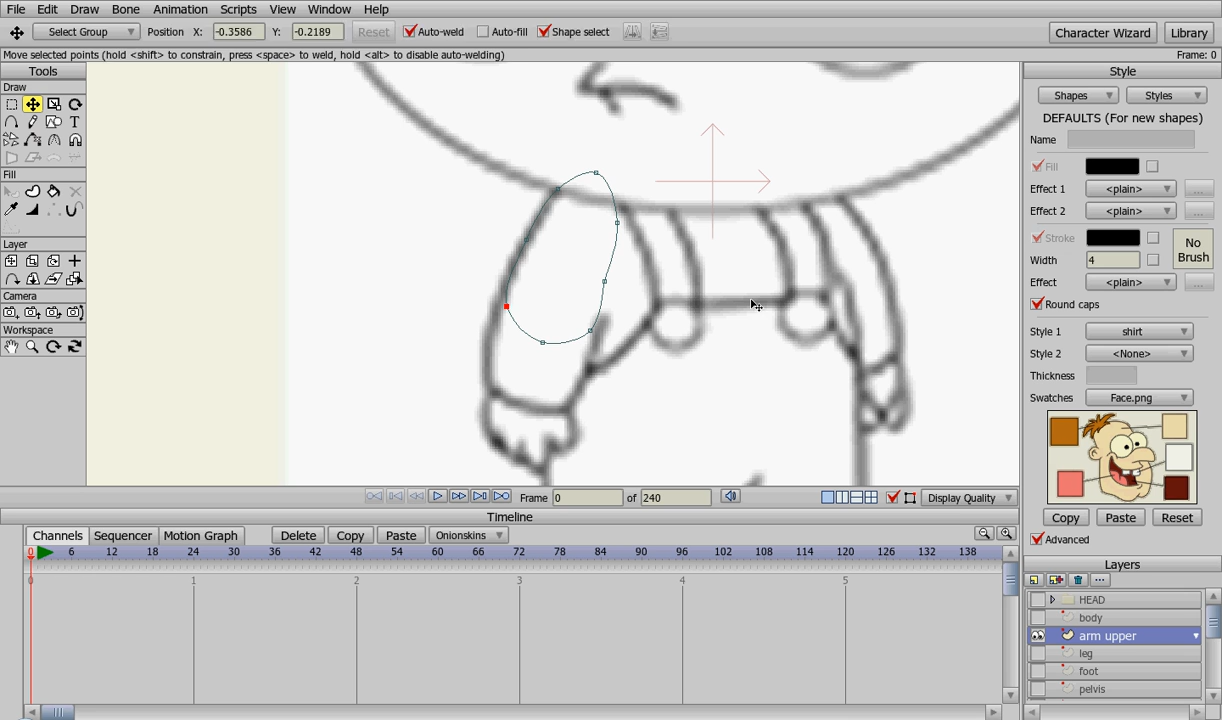 File Edit Draw Bone Animation Scripts View Window Help
Select Group Position X: -0.3586 Y: -0.2189 Reset Auto-weld Auto-fill Shape select Character Wizard Library
Move selected points (hold <shift> to constrain, press <space> to weld, hold <alt> to disable auto-welding) Frame: 0
Tools
Draw
T
Fill
Layer
Camera
Workspace
Style
Shapes Styles
DEFAULTS (For new shapes)
Name
Fill
Effect 1 <plain> ...
Effect 2 <plain> ...
Stroke
Width 4
No Brush
Effect <plain> ...
Round caps
Style 1 shirt
Style 2 <None>
Thickness
Swatches Face.png
Copy Paste Reset
Advanced
Frame 0 of 240 Display Quality
Timeline
Channels Sequencer Motion Graph Delete Copy Paste Onionskins
0 6 12 18 24 30 36 42 48 54 60 66 72 78 84 90 96 102 108 114 120 126 132 138
0 1 2 3 4 5
Layers
...
HEAD
body
arm upper
leg
foot
pelvis